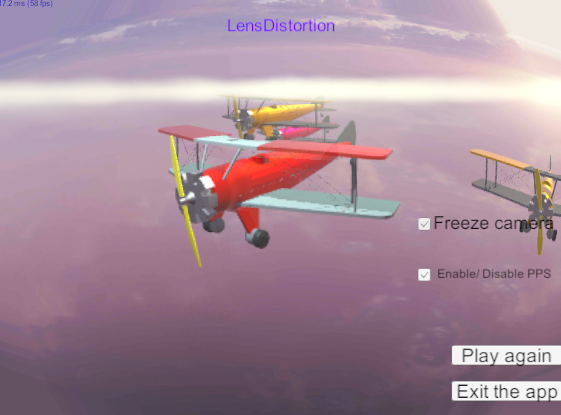 17.2 ms (58 fps)
LensDistortion
Freeze camera
Enable/ Disable PPS
Play again
Exit the app